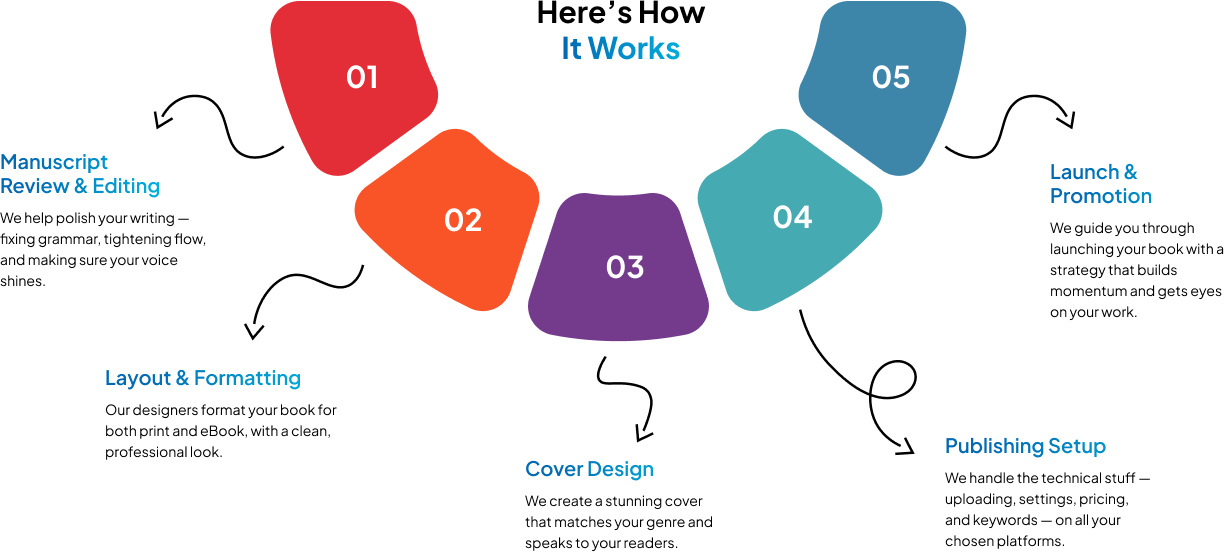 Here's How
It Works
01
Manuscript
Review & Editing
We help polish your writing —
fixing grammar, tightening flow,
and making sure your voice
shines.
02
Layout & Formatting
Our designers format your book for
both print and eBook, with a clean,
professional look.
03
Cover Design
We create a stunning cover
that matches your genre and
speaks to your readers.
04
Publishing Setup
We handle the technical stuff —
uploading, settings, pricing,
and keywords — on all your
chosen platforms.
05
Launch &
Promotion
We guide you through
launching your book with a
strategy that builds
momentum and gets eyes
on your work.